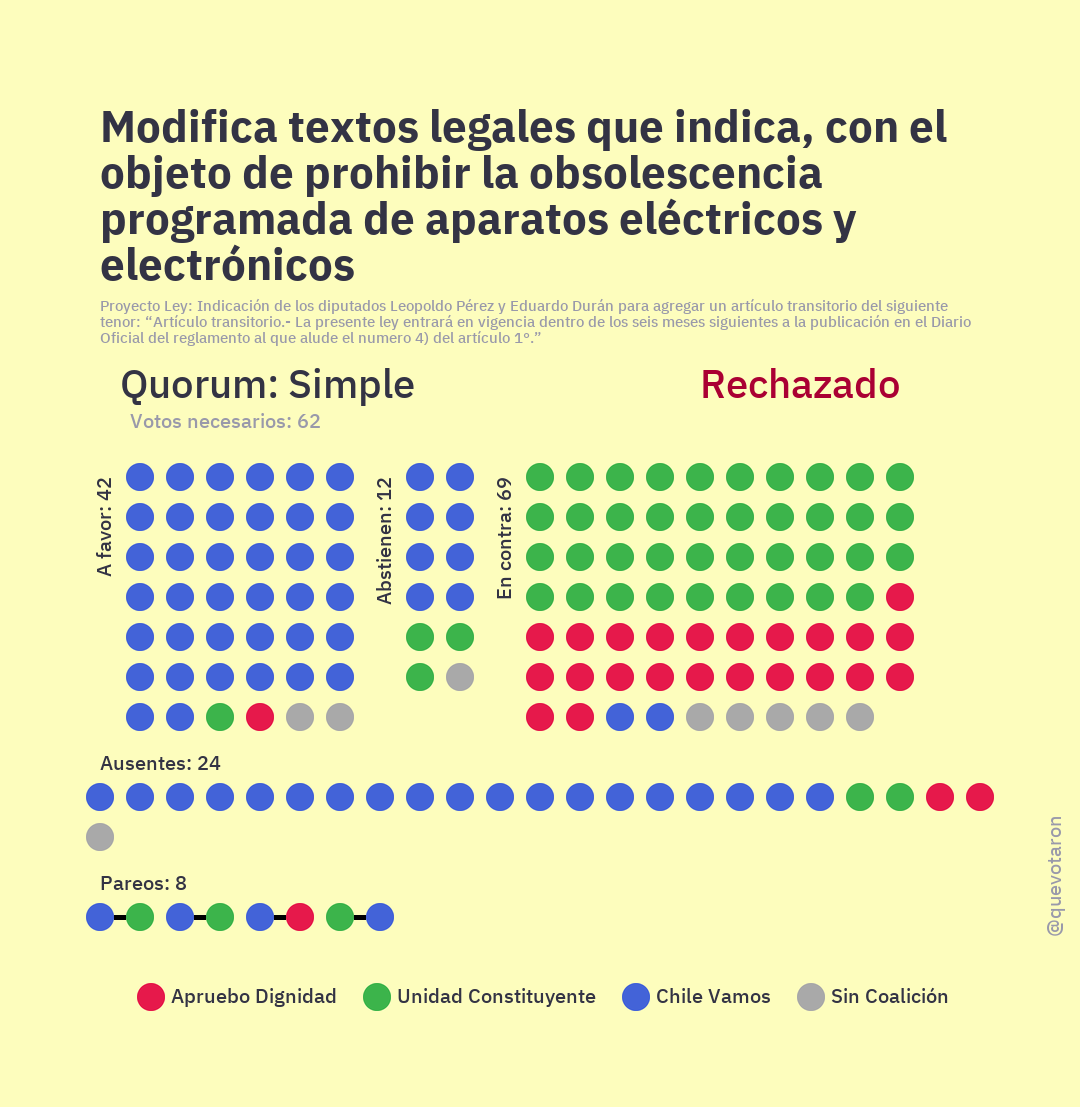 Modifica textos legales que indica, con el
objeto de prohibir la obsolescencia
programada de aparatos eléctricos y
electrónicos
Proyecto Ley: Indicación de los diputados Leopoldo Pérez y Eduardo Durán para agregar un artículo transitorio del siguiente
tenor: “Artículo transitorio.- La presente ley entrará en vigencia dentro de los seis meses siguientes a la publicación en el Diario
Oficial del reglamento al que alude el numero 4) del artículo 1°.”
Quorum: Simple
Rechazado
Votos necesarios: 62
A favor: 42
Abstienen: 12
En contra: 69
Ausentes: 24
Pareos: 8
@quevotaron
Apruebo Dignidad
Unidad Constituyente
Chile Vamos
Sin Coalición